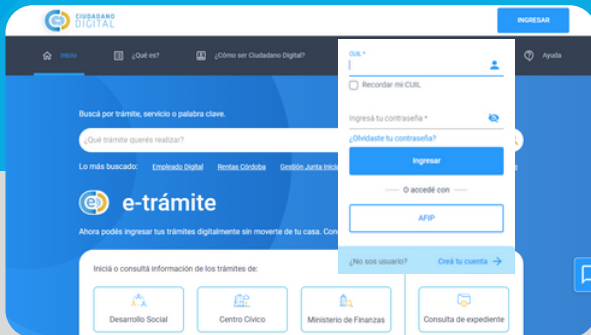 CIUDADANO
DIGITAL
INGRESAR
Inicio
¿Qué es?
¿Cómo ser Ciudadano Digital?
Ayuda
CUIL *
Recordar mi CUIL
Ingresá tu contraseña *
¿Olvidaste tu contraseña?
Ingresar
O accedé con
AFIP
¿No sos usuario?
Creá tu cuenta
Buscá por trámite, servicio o palabra clave.
¿Qué trámite querés realizar?
Lo más buscado:
Empleado Digital
Rentas Córdoba
Gestión Junta Inicia
e-trámite
Ahora podés ingresar tus trámites digitalmente sin moverte de tu casa.
Iniciá o consultá información de los trámites de:
Desarrollo Social
Centro Cívico
Ministerio de Finanzas
Consulta de expediente